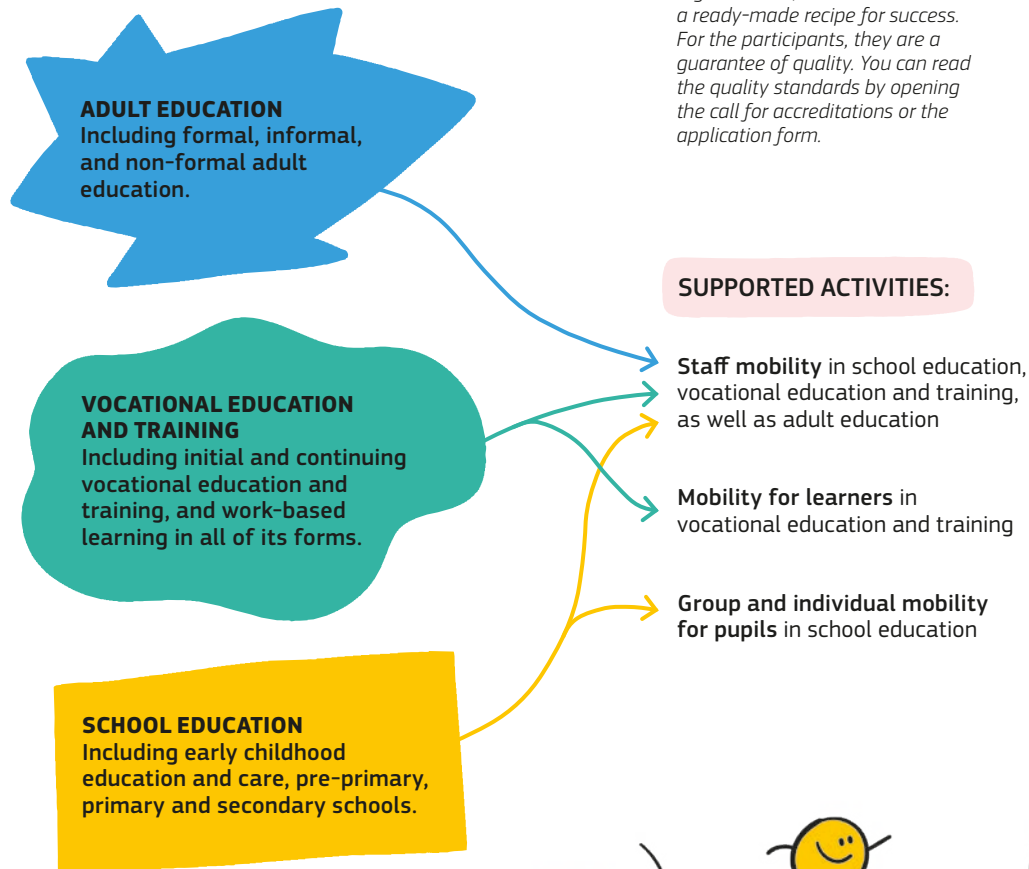 a ready-made recipe for success.
For the participants, they are a
guarantee of quality. You can read
the quality standards by opening
the call for accreditations or the
application form.
ADULT EDUCATION
Including formal, informal,
and non-formal adult
education.
SUPPORTED ACTIVITIES:
Staff mobility in school education,
vocational education and training,
as well as adult education
VOCATIONAL EDUCATION
AND TRAINING
Including initial and continuing
vocational education and
training, and work-based
learning in all of its forms.
Mobility for learners in
vocational education and training
Group and individual mobility
for pupils in school education
SCHOOL EDUCATION
Including early childhood
education and care, pre-primary,
primary and secondary schools.